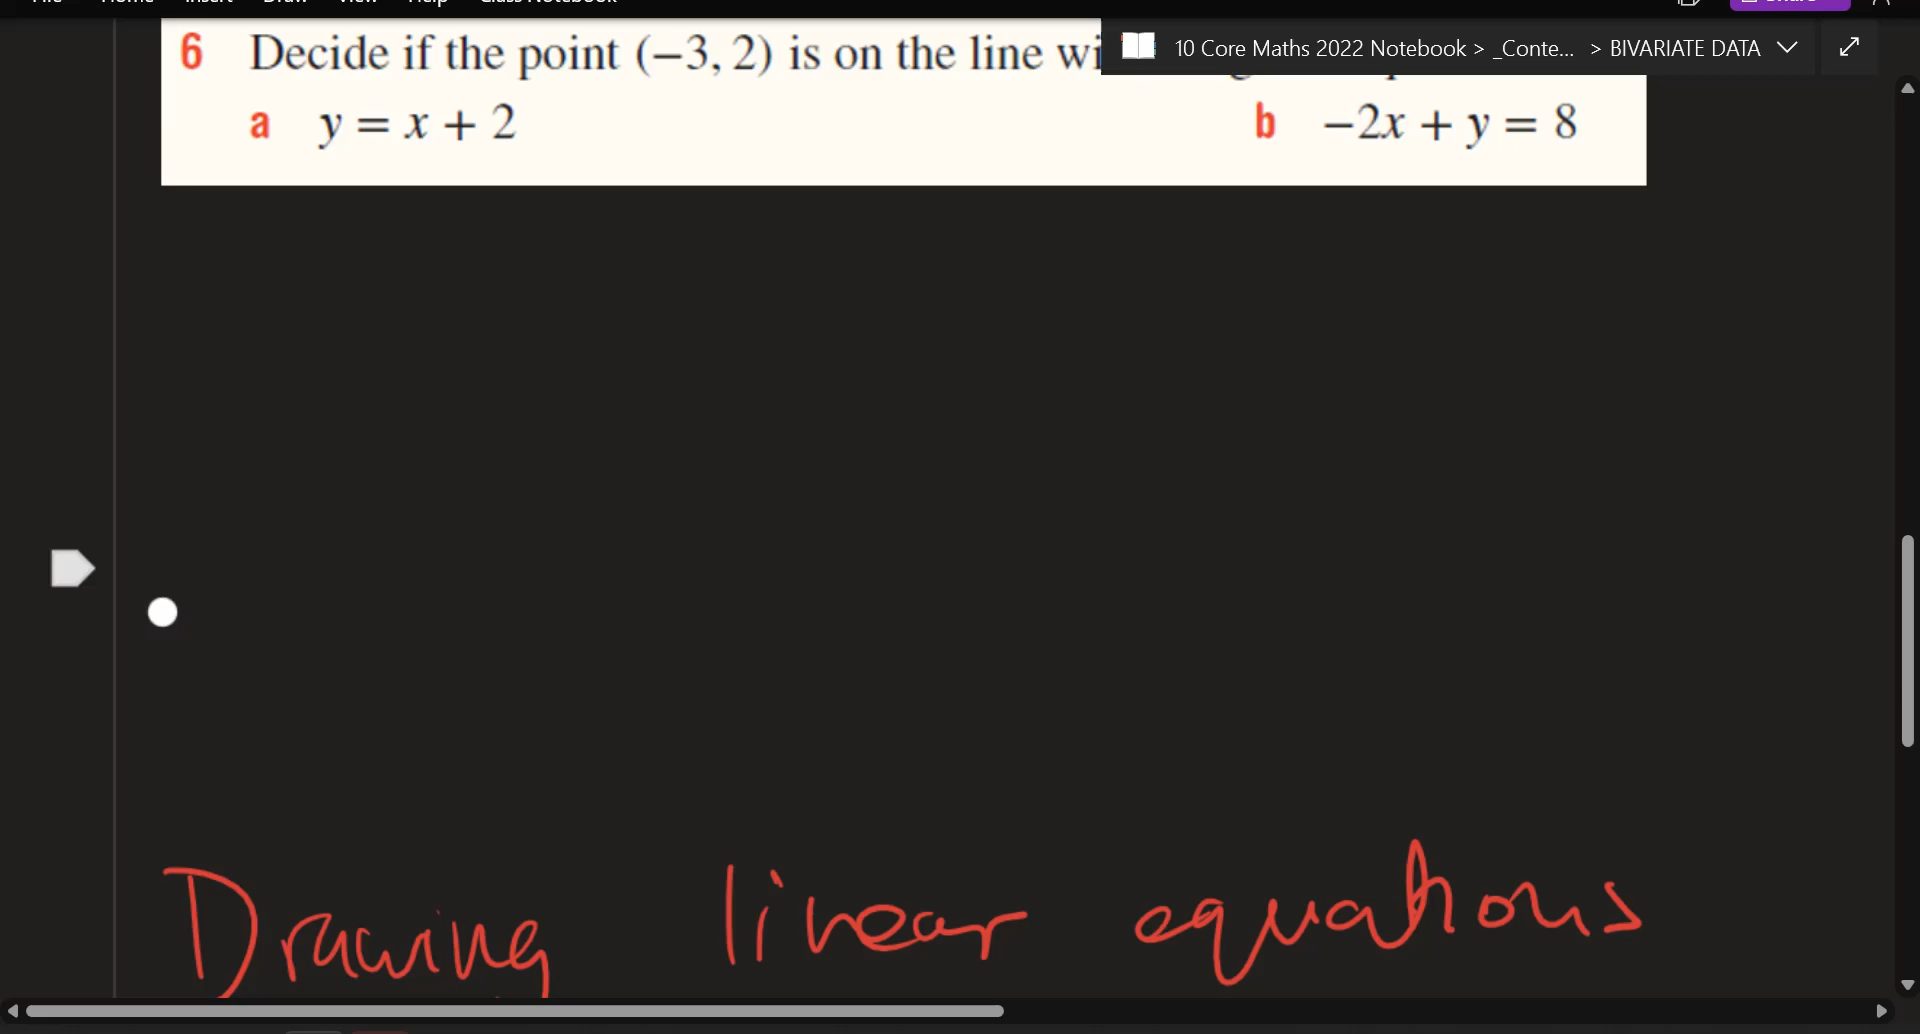 10 Core Maths 2022 Notebook > _Conte... > BIVARIATE DATA
6 Decide if the point (−3, 2) is on the line
a y = x + 2
b −2x + y = 8
Drawing linear equations